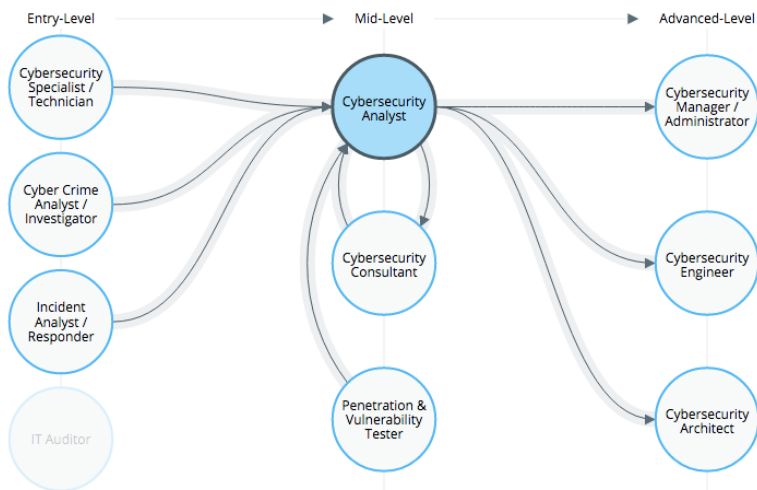 Entry-Level
Mid-Level
Advanced-Level
Cybersecurity
Specialist /
Technician
Cybersecurity
Analyst
Cybersecurity
Manager /
Administrator
Cyber Crime
Analyst /
Investigator
Cybersecurity
Consultant
Cybersecurity
Engineer
Incident
Analyst /
Responder
Penetration &
Vulnerability
Tester
Cybersecurity
Architect
IT Auditor